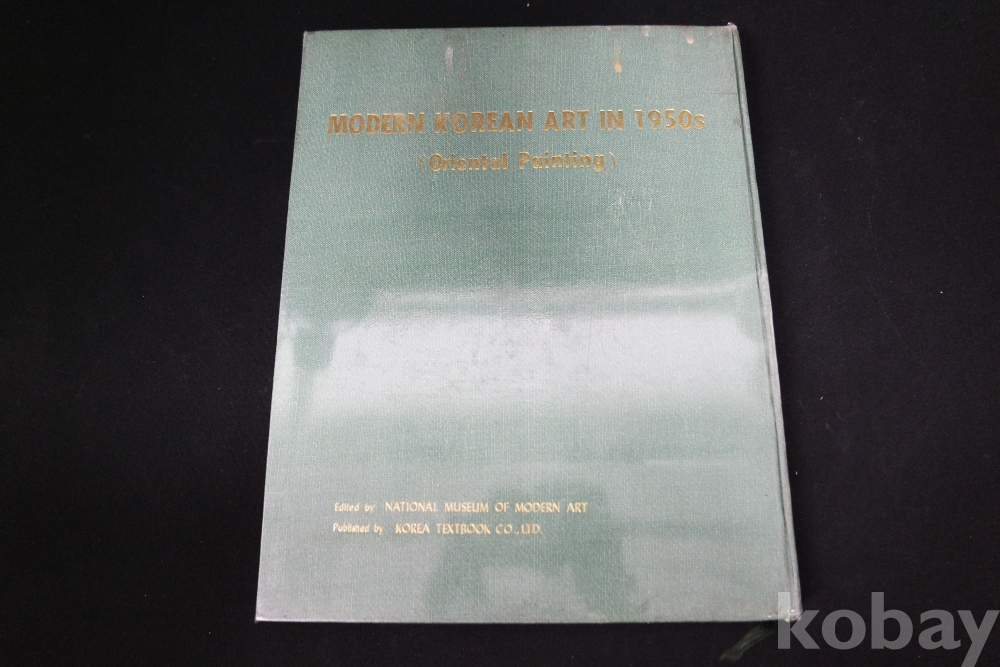 MODERN KOREAN ART IN 1950s
(Oriental Painting)
Edited by NATIONAL MUSEUM OF MODERN ART
Published by KOREA TEXTBOOK CO., LTD.
kobay